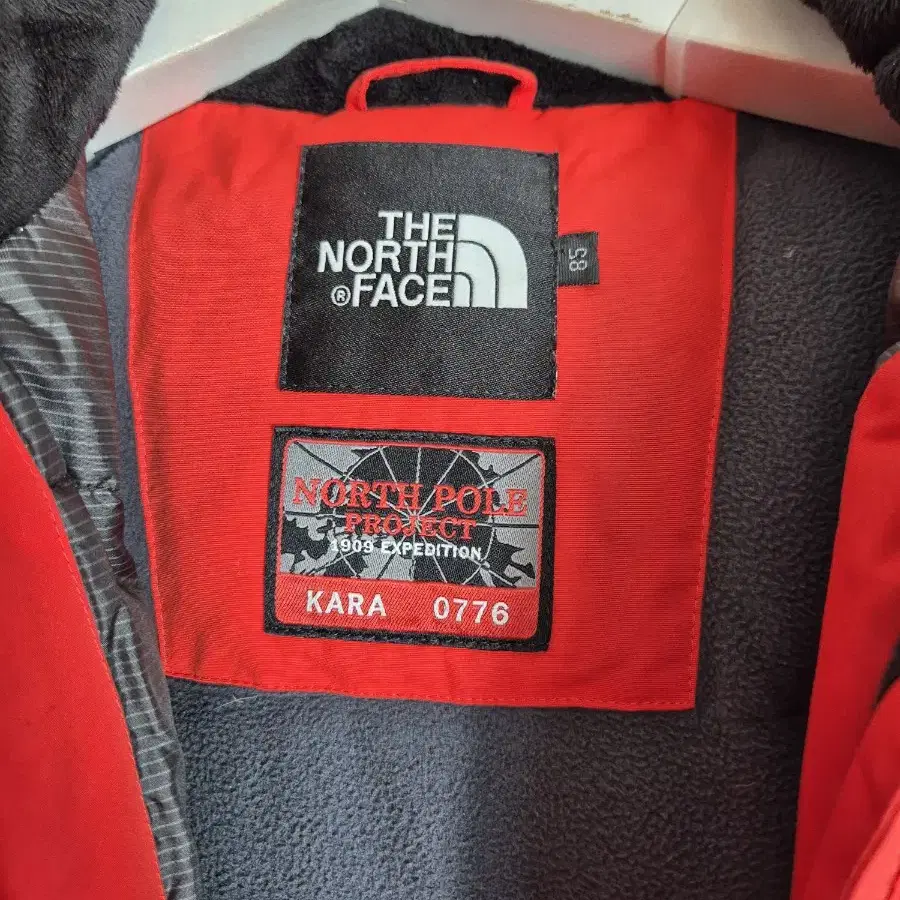 THE
NORTH
®FACE
85
NORTH POLE
PROJECT
1909 EXPEDITION
KARA 0776